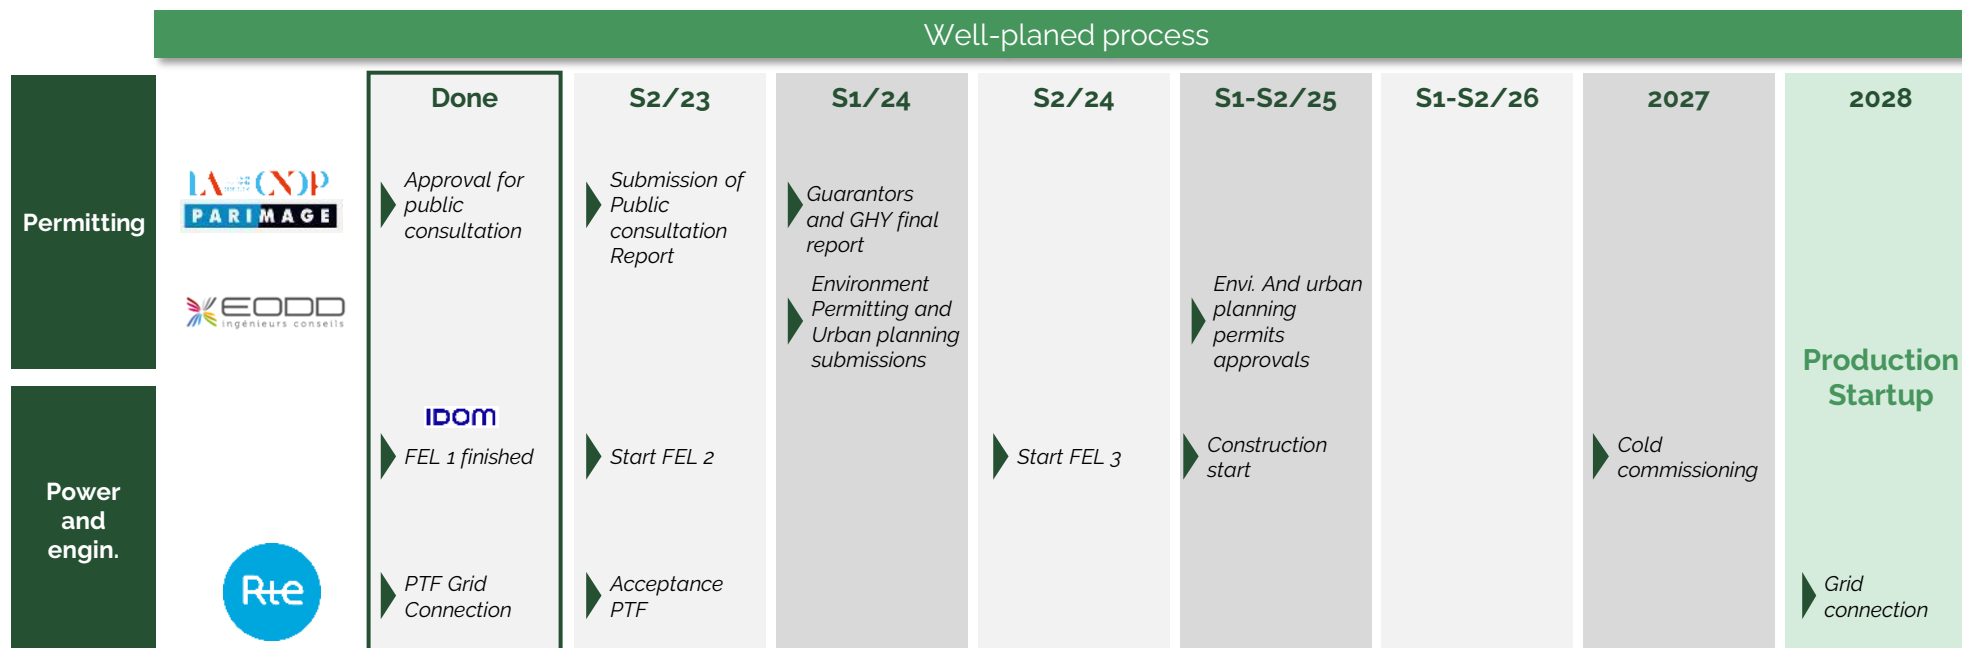 Well-planed process
Done
S2/23
S1/24
S2/24
S1-S2/25
S1-S2/26
2027
2028
Permitting
LA CNDP
PARIMAGE
Approval for
public
consultation
Submission of
Public
consultation
Report
Guarantors
and GHY final
report
EODD
ingénieurs conseils
Environment
Permitting and
Urban planning
submissions
Envi. And urban
planning
permits
approvals
Production
Startup
Power
and
engin.
IDOM
FEL 1 finished
Start FEL 2
Start FEL 3
Construction
start
Cold
commissioning
Rte
PTF Grid
Connection
Acceptance
PTF
Grid
connection